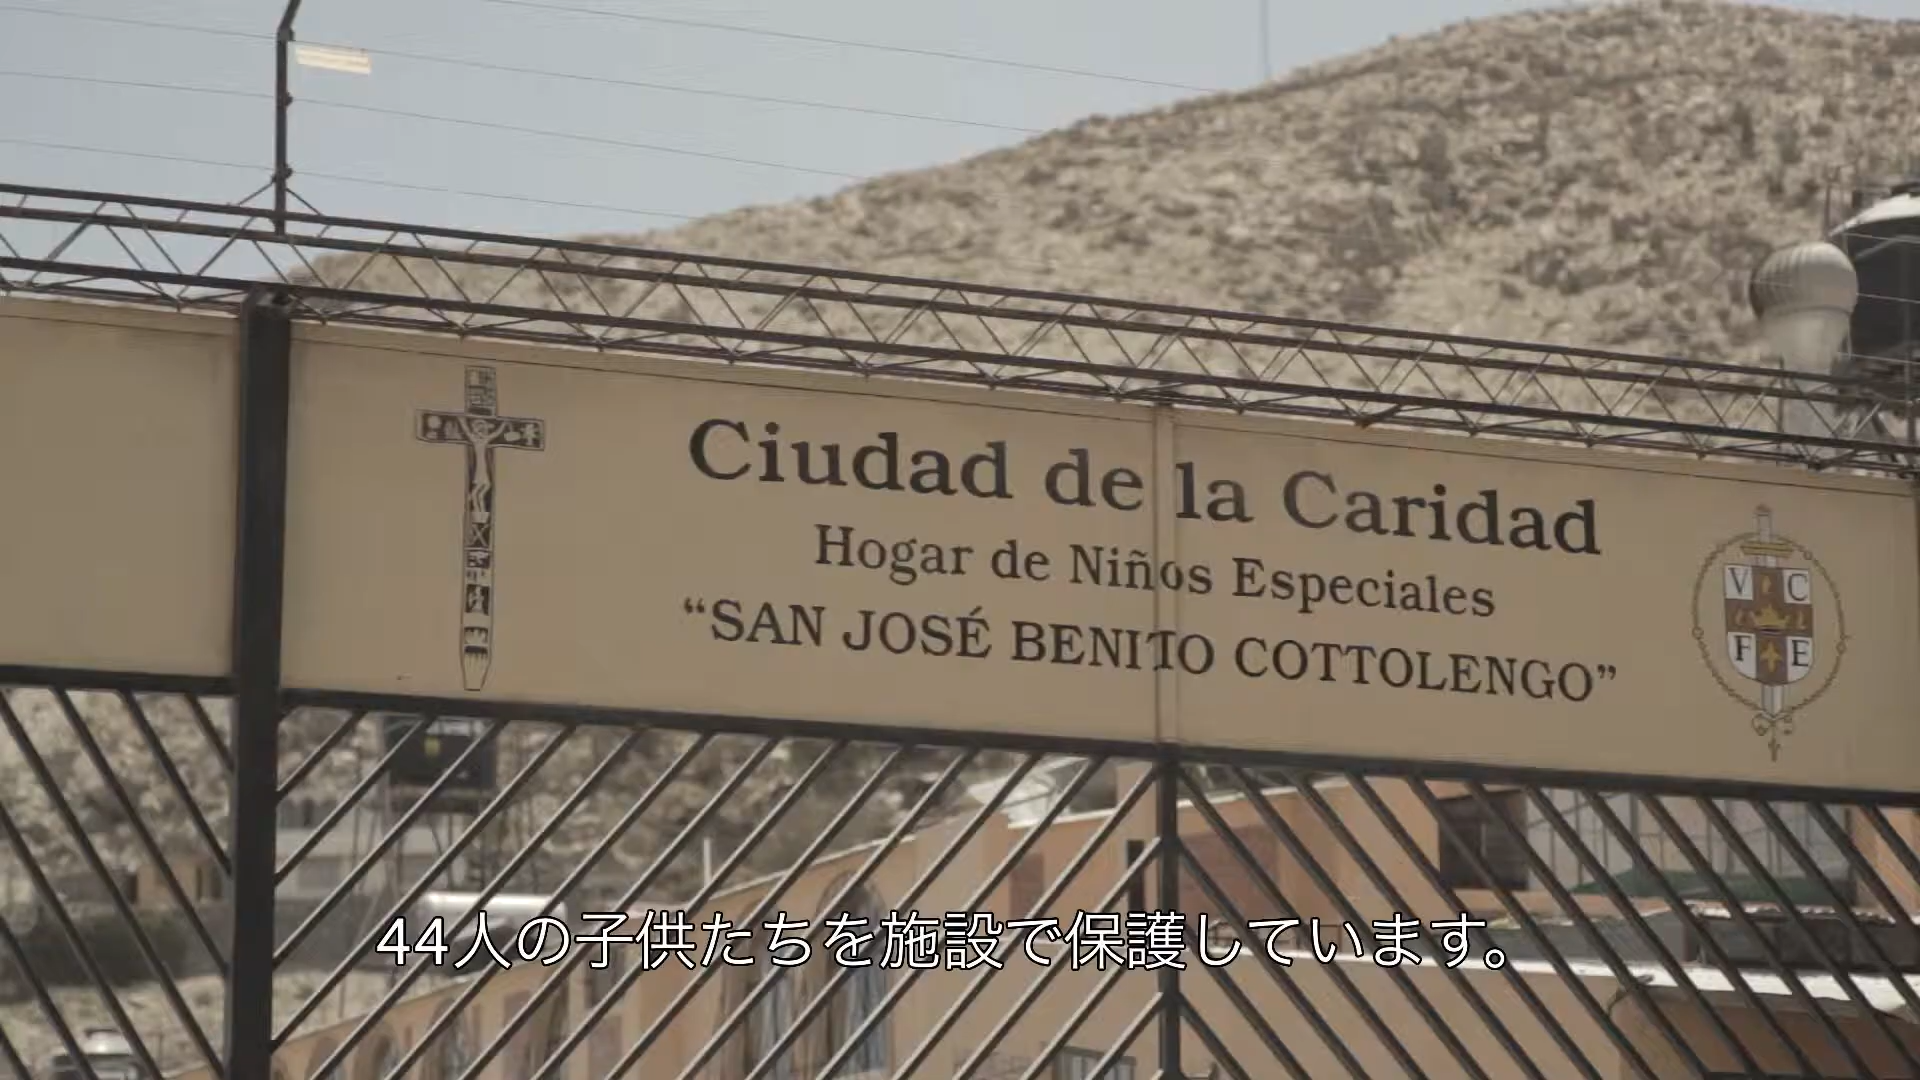 Ciudad de la Caridad
Hogar de Niños Especiales
“SAN JOSÉ BENITO COTTOLENGO”
V C
F E
44人の子供たちを施設で保護しています。